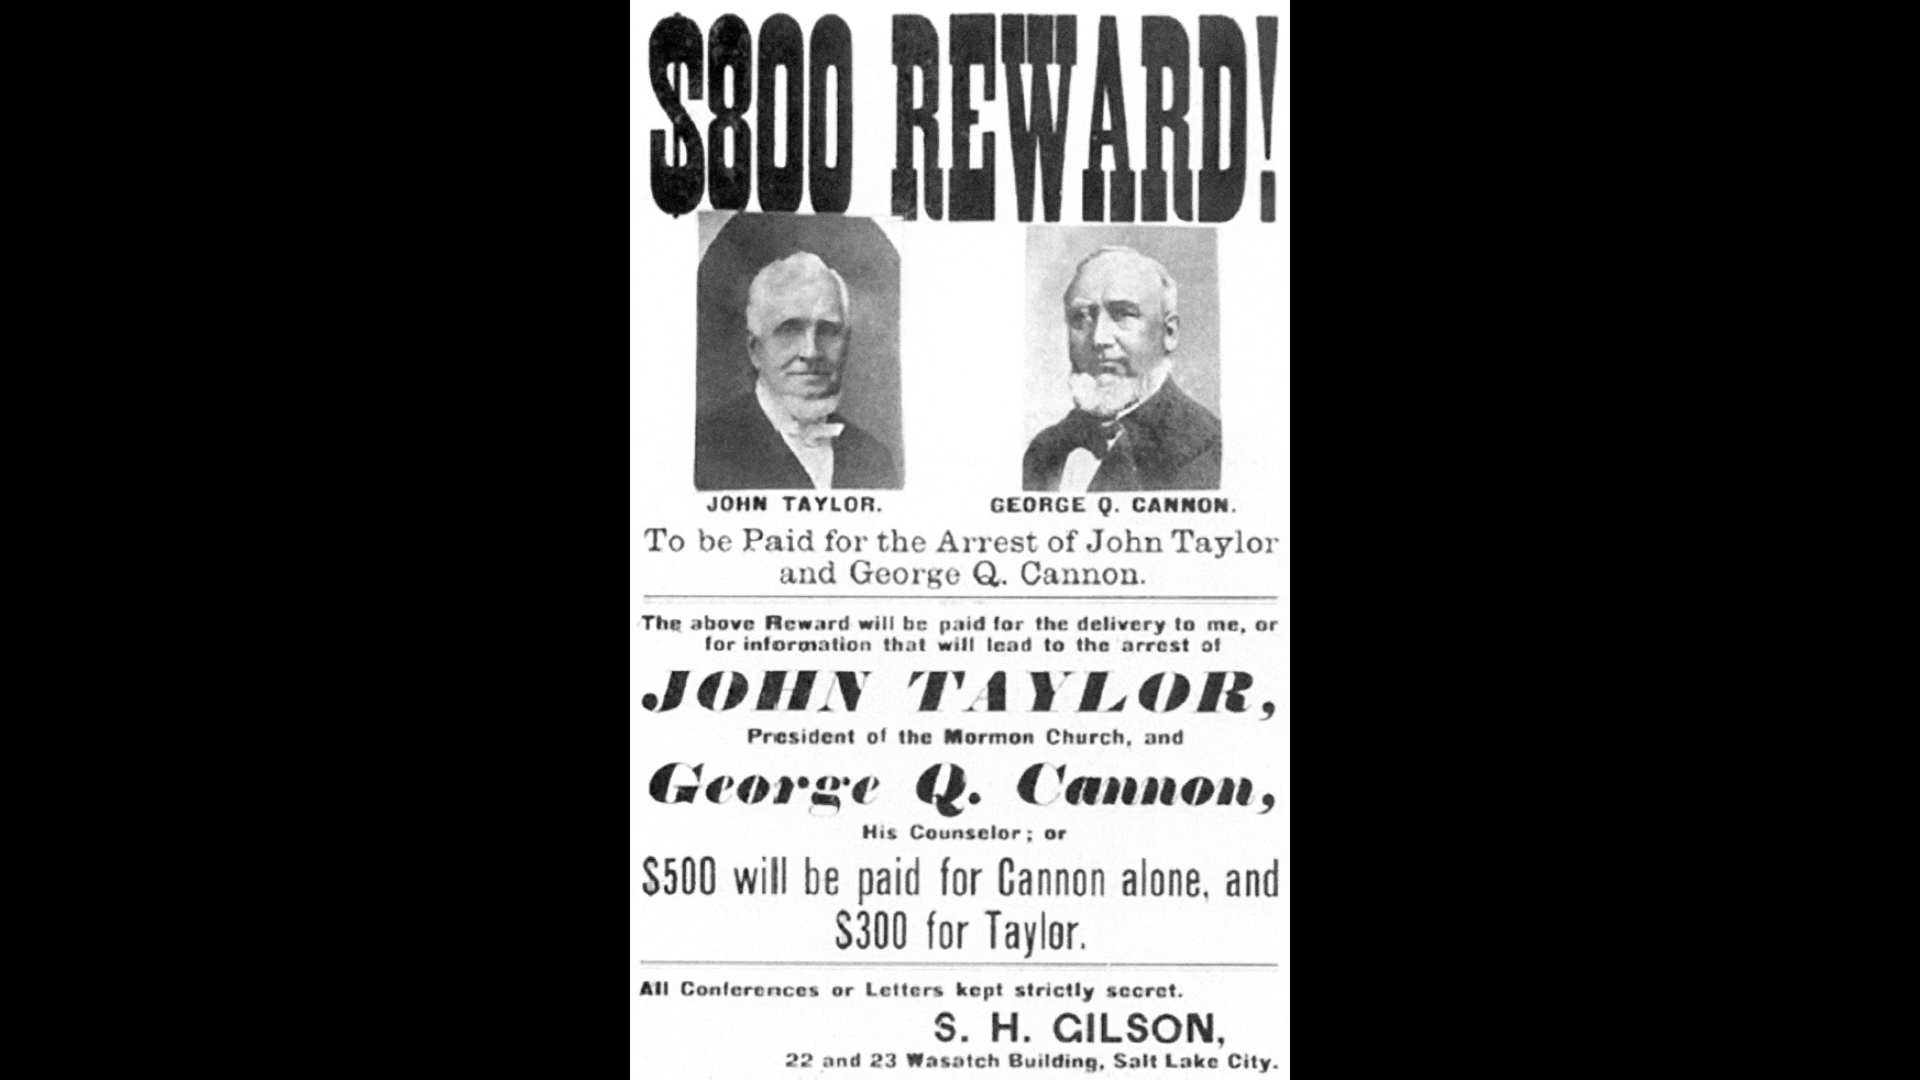 $800 REWARD!
JOHN TAYLOR.
GEORGE Q. CANNON.
To be Paid for the Arrest of John Taylor
and George Q. Cannon.
The above Reward will be paid for the delivery to me, or
for information that will lead to the arrest of
JOHN TAYLOR,
President of the Mormon Church, and
George Q. Cannon,
His Counselor; or
$500 will be paid for Cannon alone, and
$300 for Taylor.
All Conferences or Letters kept strictly secret.
S. H. GILSON,
22 and 23 Wasatch Building, Salt Lake City.